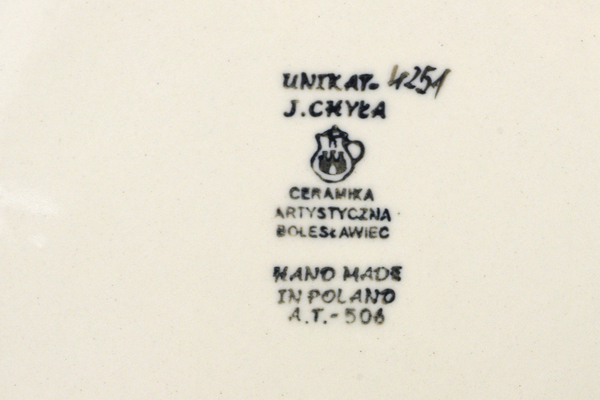 UNIKAT- 4251
J. CHYŁA
CERAMIKA
ARTYSTYCZNA
BOLESŁAWIEC
HAND MADE
IN POLAND
A.T.-506